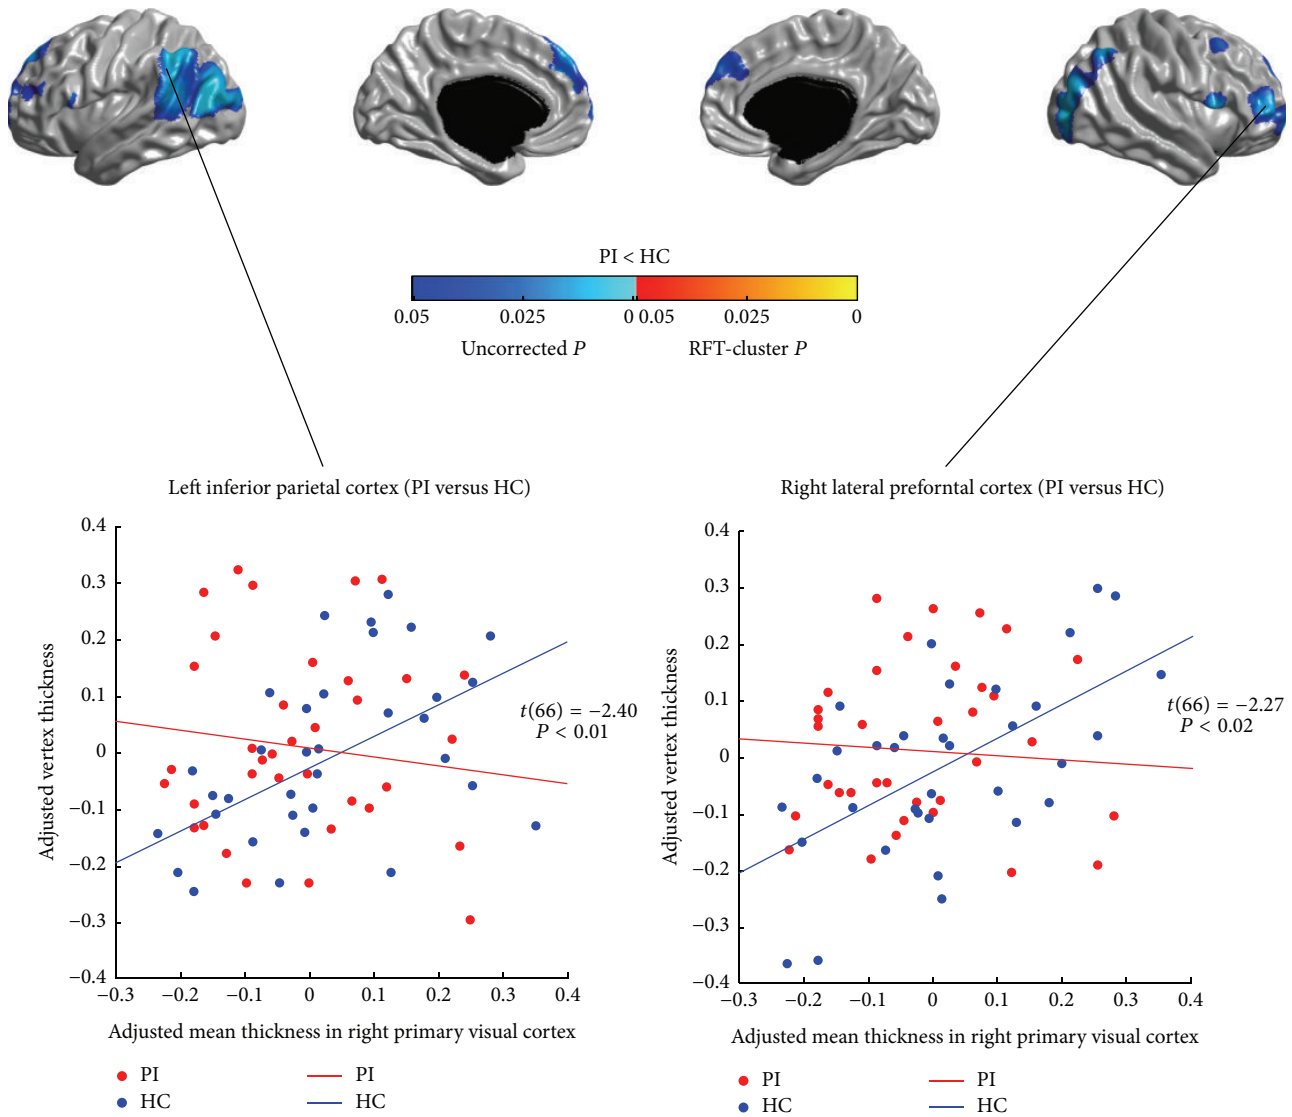 PI < HC
0.05 0.025 0 0.05 0.025 0
Uncorrected P RFT-cluster P
Left inferior parietal cortex (PI versus HC)
0.4
0.3
0.2
0.1
0
−0.1
−0.2
−0.3
−0.4
Adjusted vertex thickness
t(66) = −2.40
P < 0.01
−0.3 −0.2 −0.1 0 0.1 0.2 0.3 0.4
Adjusted mean thickness in right primary visual cortex
PI PI
HC HC
Right lateral preforntal cortex (PI versus HC)
0.4
0.3
0.2
0.1
0
−0.1
−0.2
−0.3
−0.4
Adjusted vertex thickness
t(66) = −2.27
P < 0.02
−0.3 −0.2 −0.1 0 0.1 0.2 0.3 0.4
Adjusted mean thickness in right primary visual cortex
PI PI
HC HC